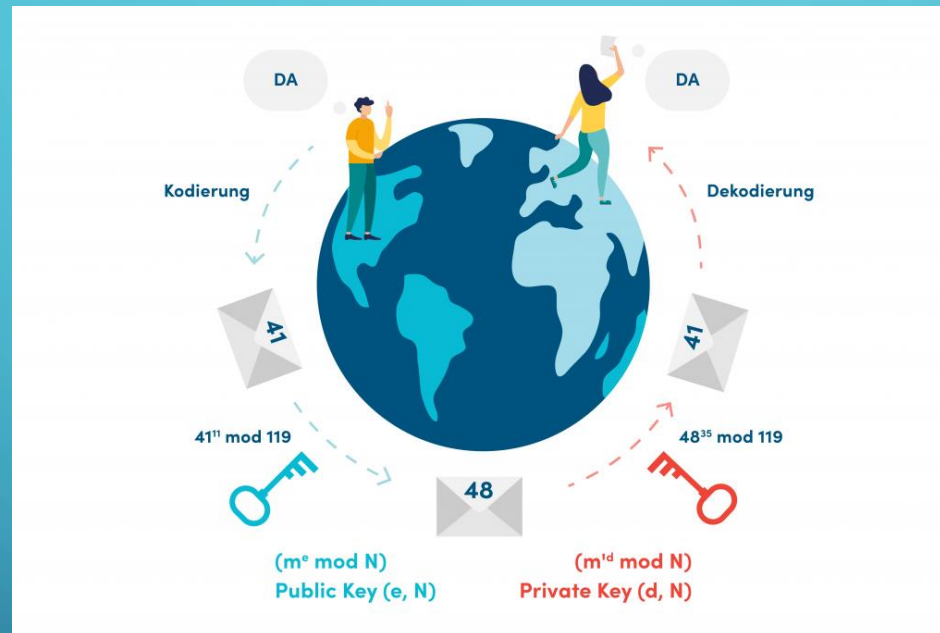 DA
DA
Kodierung
Dekodierung
41
41
41¹¹ mod 119
48³⁵ mod 119
48
(mᵉ mod N)
Public Key (e, N)
(m'ᵈ mod N)
Private Key (d, N)